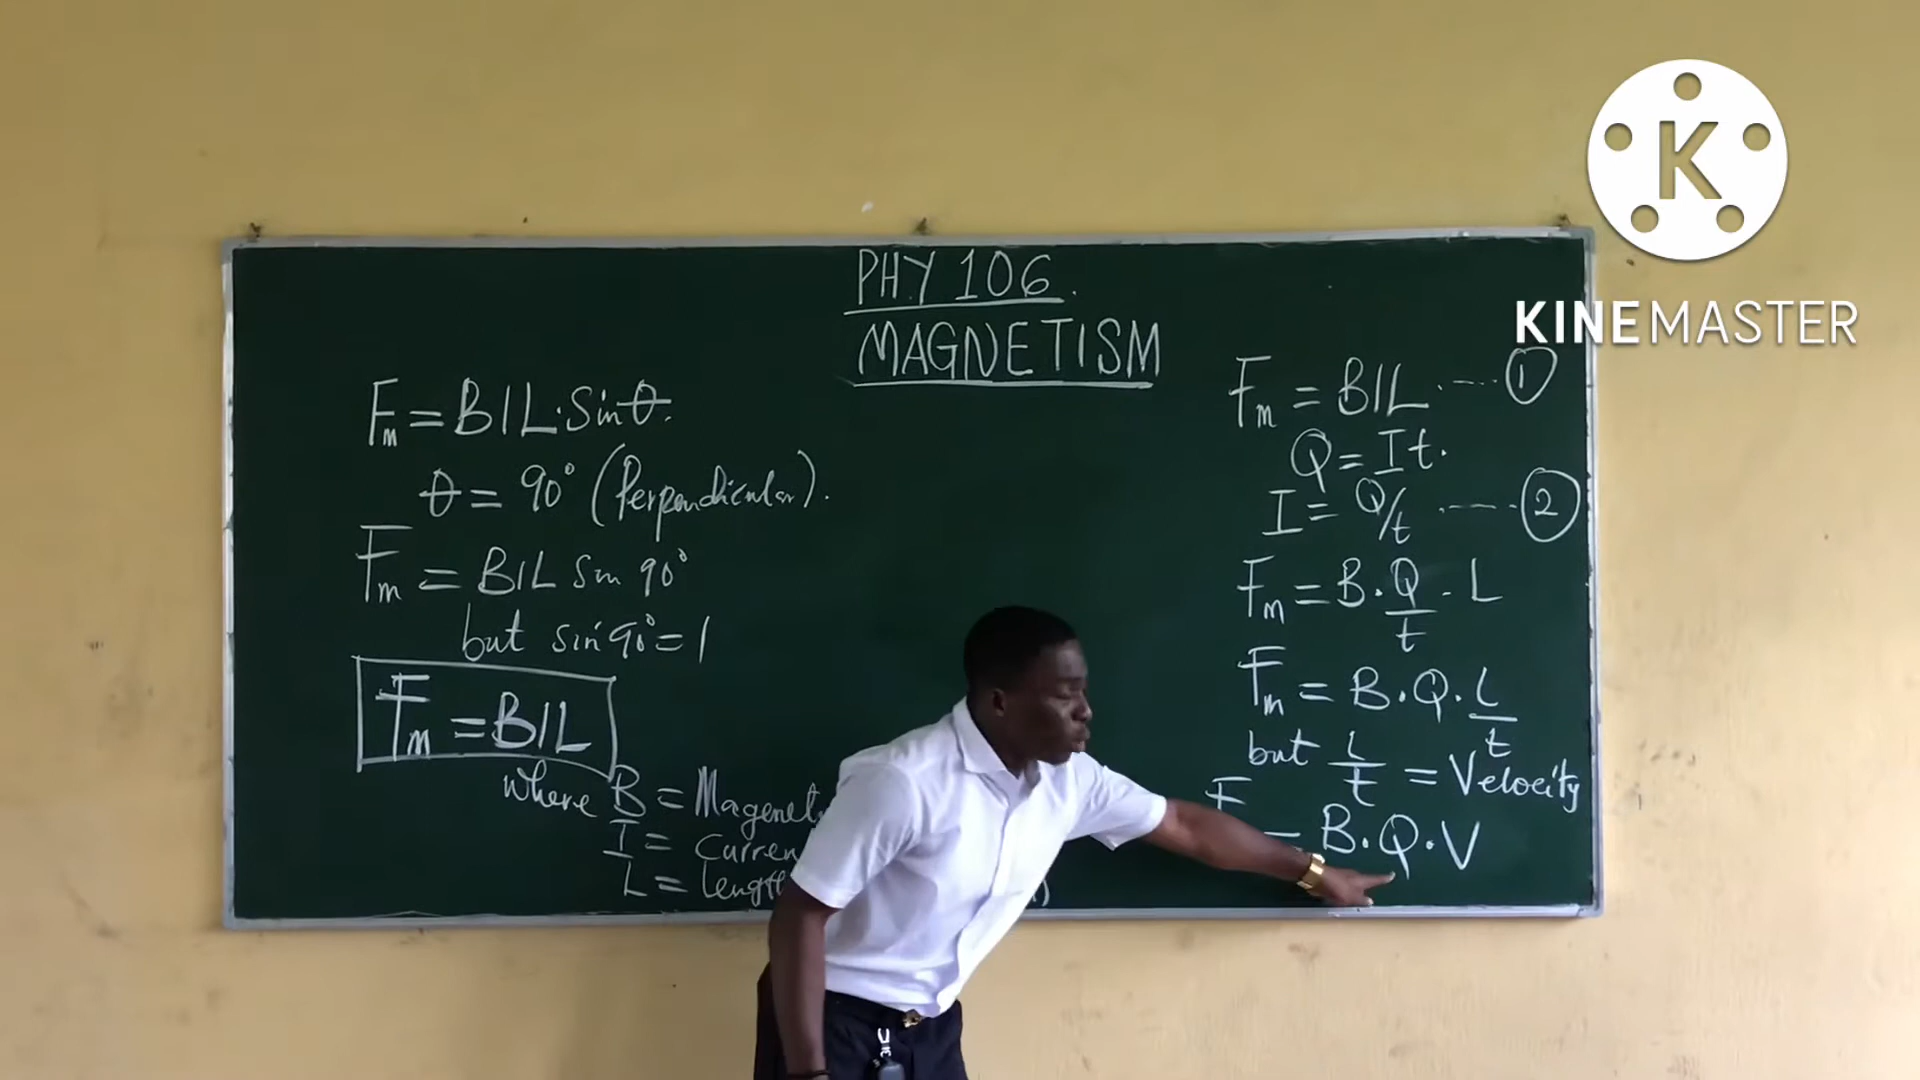 PHY 106.
MAGNETISM
Fm = BIL·Sinθ.
θ = 90° (Perpendicular).
Fm = BIL Sin 90°
but sin 90° = 1
Fm = BIL
where B = Magenet
I = Curren
L = length
Fm = BIL ------ ①
Q = It.
I = Q/t ------ ②
Fm = B · Q/t · L
Fm = B · Q · L/t
but L/t = Velocity
F = B · Q · V
KINEMASTER